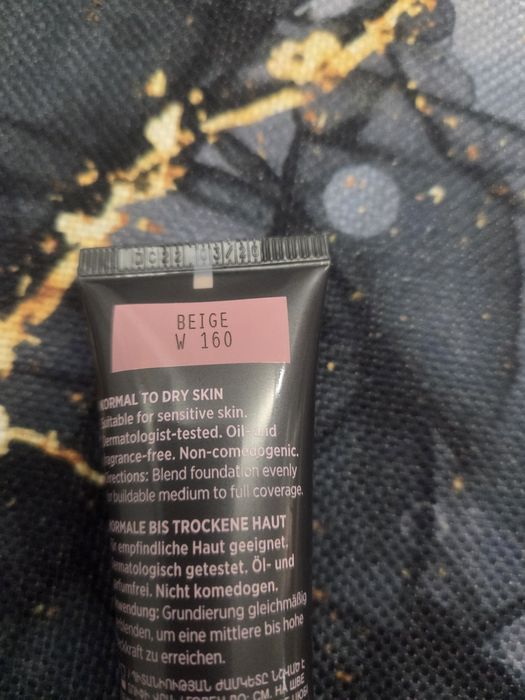 BEIGE
W 160
NORMAL TO DRY SKIN
Suitable for sensitive skin.
Dermatologist-tested. Oil- and
fragrance-free. Non-comedogenic.
Directions: Blend foundation evenly
for buildable medium to full coverage.
NORMALE BIS TROCKENE HAUT
Für empfindliche Haut geeignet.
Dermatologisch getestet. Öl- und
parfumfrei. Nicht komedogen.
Anwendung: Grundierung gleichmäßig
um eine mittlere bis hohe
Deckkraft zu erreichen.